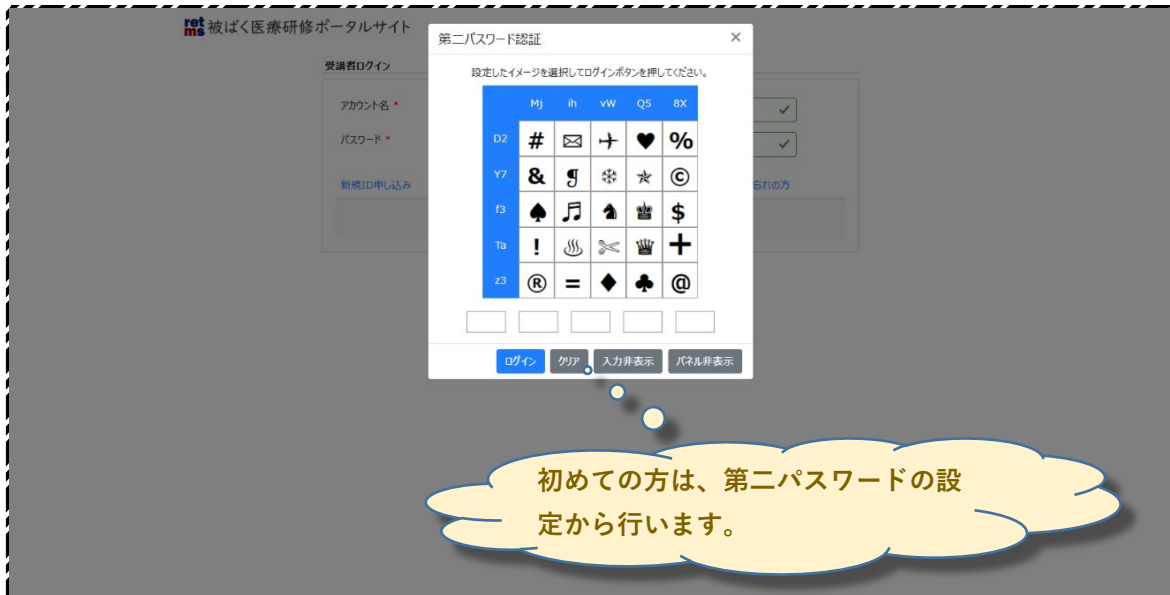 retms 被ばく医療研修ポータルサイト
受講者ログイン
アカウント名 *
パスワード *
新規ID申し込み
忘れの方
第二パスワード認証 ×
設定したイメージを選択してログインボタンを押してください。
Mj ih vW Q5 8X
D2 # ✉ ✈ ♥ %
Y7 & ❡ ❄ ★ ©
f3 ♠ ♫ ♞ ♚ $
Ta ! ♨ ✂ ♛ +
z3 ® = ♦ ♣ @
ログイン クリア 入力非表示 パネル非表示
初めての方は、第二パスワードの設
定から行います。